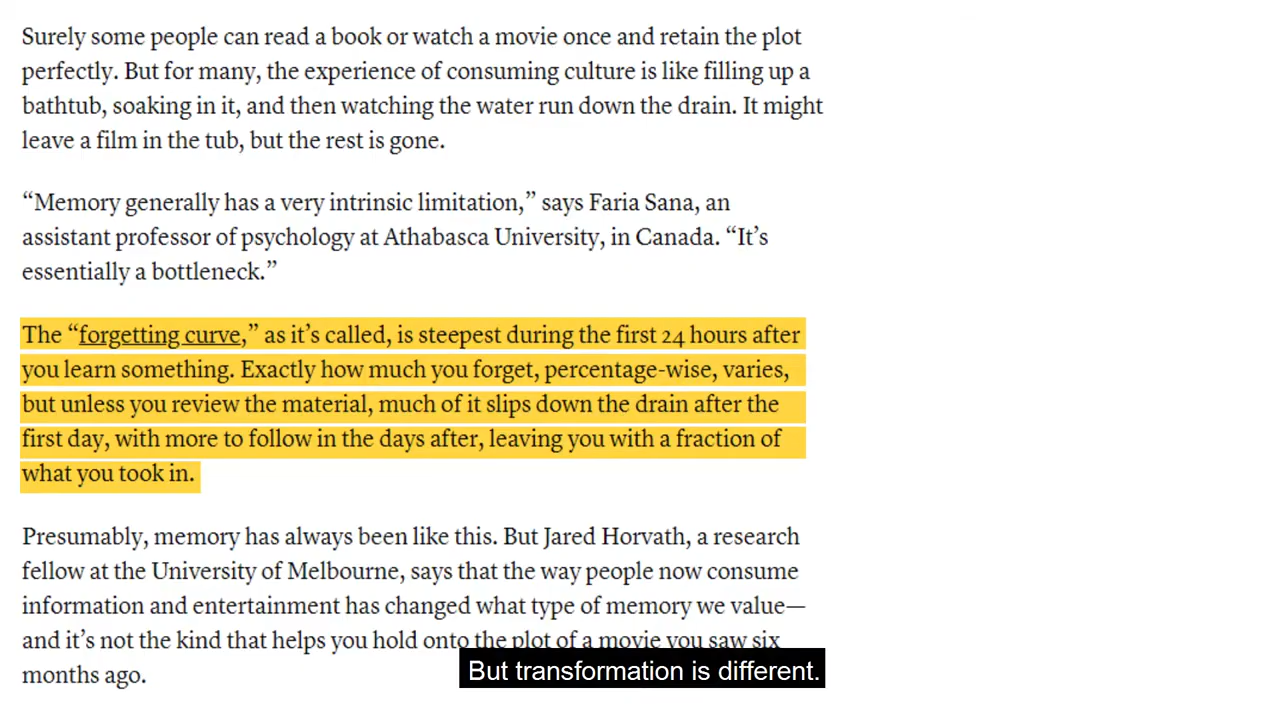 Surely some people can read a book or watch a movie once and retain the plot
perfectly. But for many, the experience of consuming culture is like filling up a
bathtub, soaking in it, and then watching the water run down the drain. It might
leave a film in the tub, but the rest is gone.
“Memory generally has a very intrinsic limitation,” says Faria Sana, an
assistant professor of psychology at Athabasca University, in Canada. “It’s
essentially a bottleneck.”
The “forgetting curve,” as it’s called, is steepest during the first 24 hours after
you learn something. Exactly how much you forget, percentage-wise, varies,
but unless you review the material, much of it slips down the drain after the
first day, with more to follow in the days after, leaving you with a fraction of
what you took in.
Presumably, memory has always been like this. But Jared Horvath, a research
fellow at the University of Melbourne, says that the way people now consume
information and entertainment has changed what type of memory we value—
and it’s not the kind that helps you hold onto the plot of a movie you saw six
months ago.
But transformation is different.